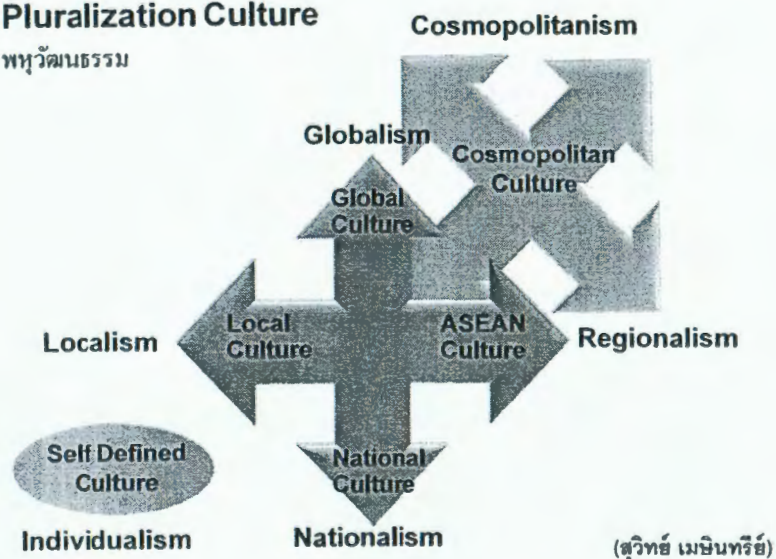 Pluralization Culture
พหุวัฒนธรรม
Cosmopolitanism
Globalism
Cosmopolitan
Culture
Global
Culture
Localism
Local
Culture
ASEAN
Culture
Regionalism
Self Defined
Culture
Individualism
National
Culture
Nationalism
(สุวิทย์ เมษินทรีย์)